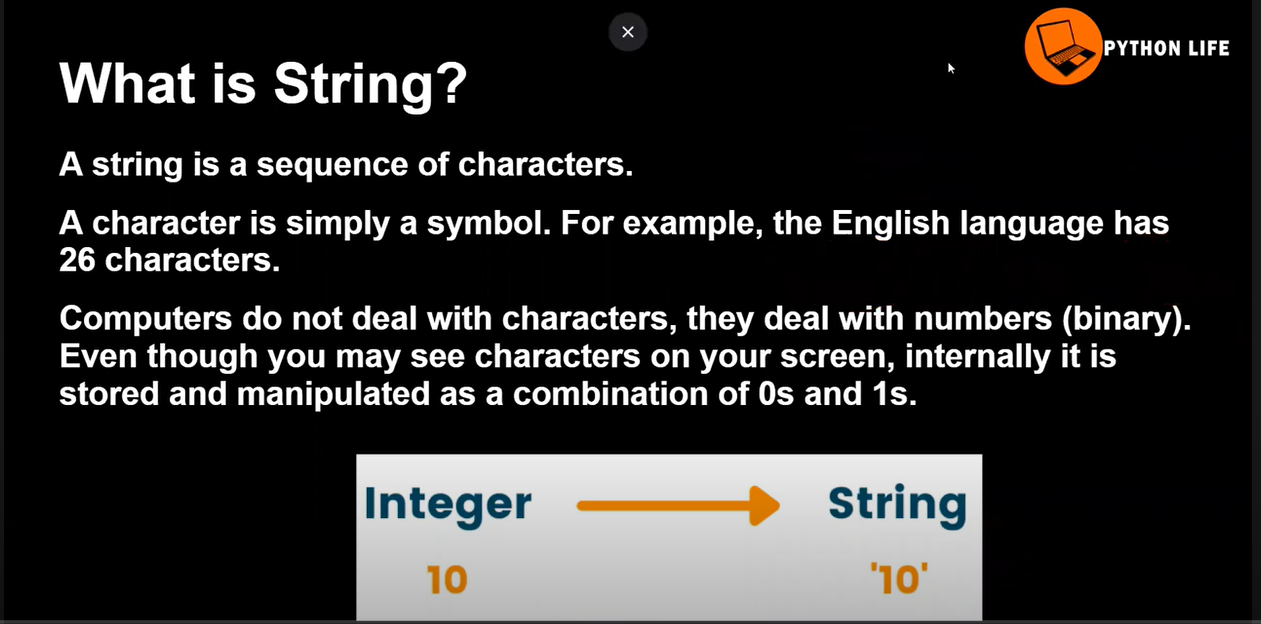 PYTHON LIFE
What is String?
A string is a sequence of characters.
A character is simply a symbol. For example, the English language has
26 characters.
Computers do not deal with characters, they deal with numbers (binary).
Even though you may see characters on your screen, internally it is
stored and manipulated as a combination of 0s and 1s.
Integer String
10 '10'